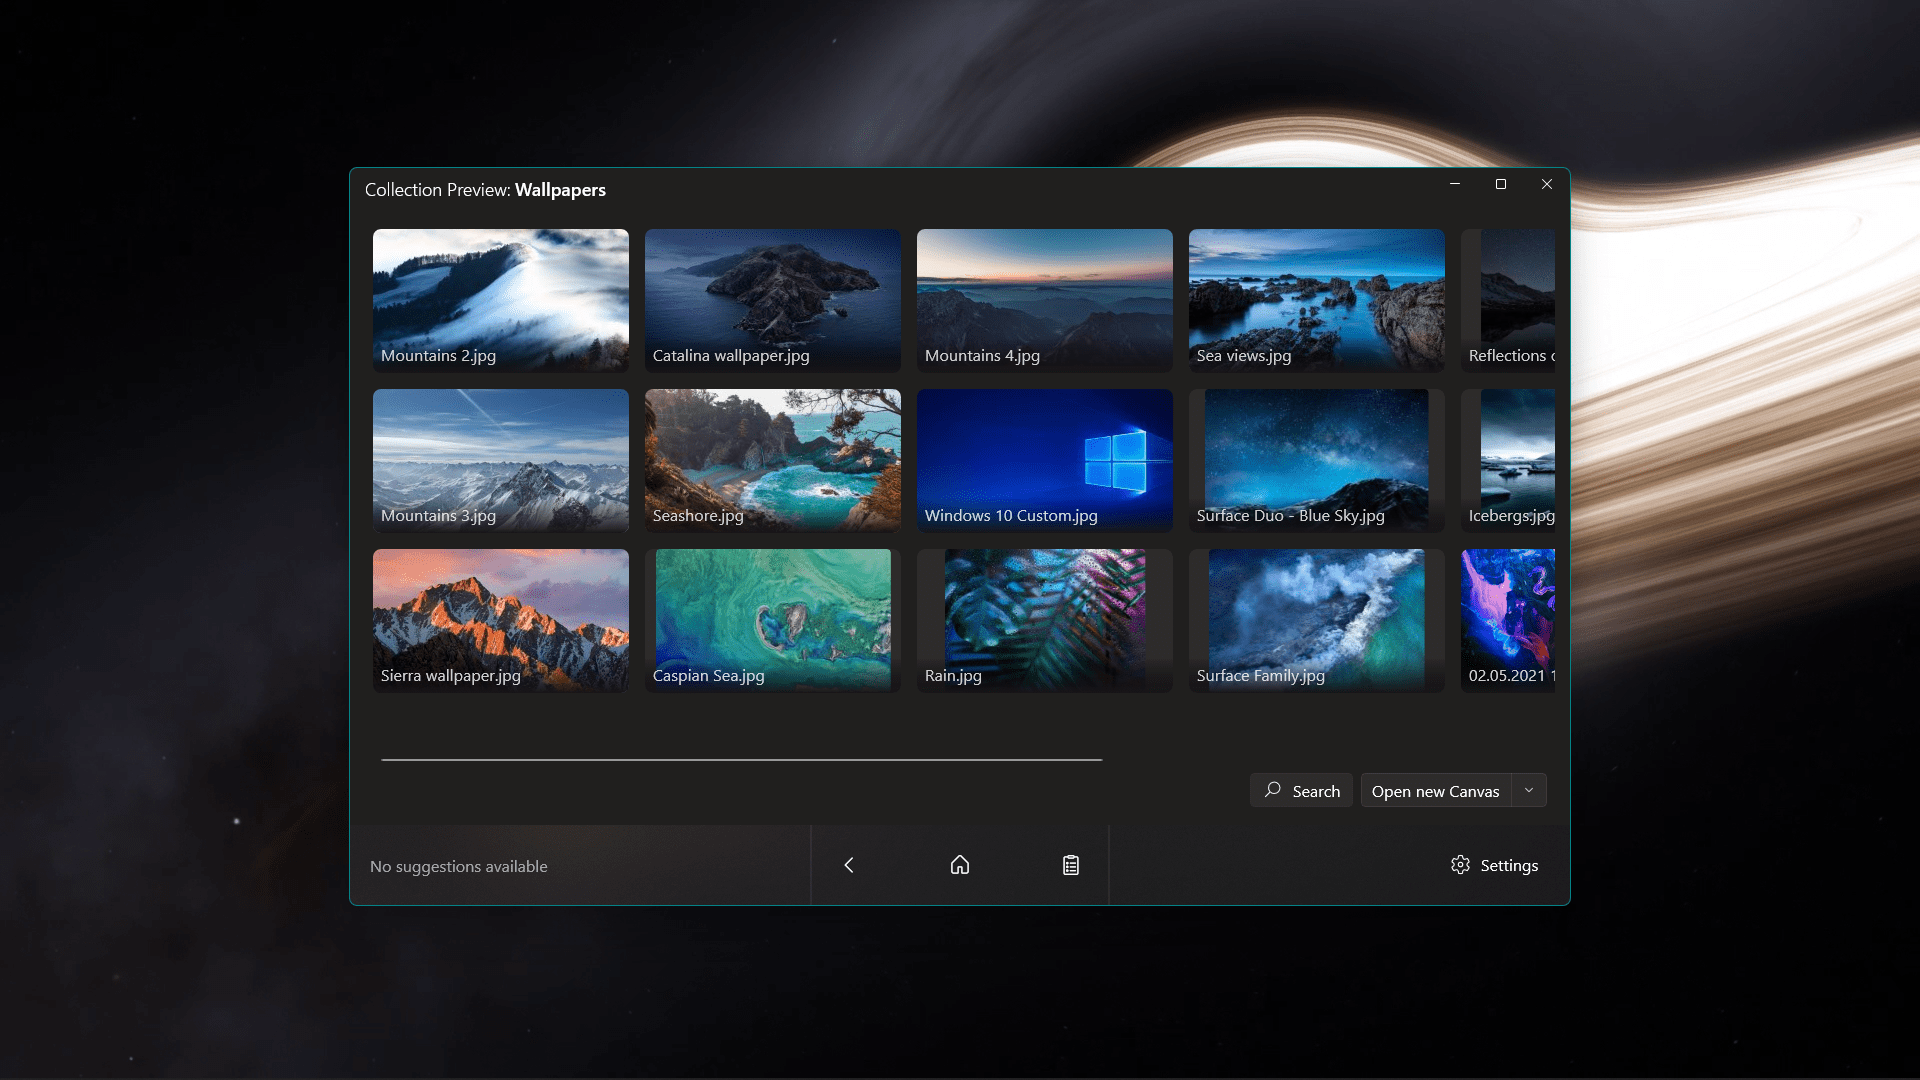 Collection Preview: Wallpapers
Mountains 2.jpg
Catalina wallpaper.jpg
Mountains 4.jpg
Sea views.jpg
Reflections
Mountains 3.jpg
Seashore.jpg
Windows 10 Custom.jpg
Surface Duo - Blue Sky.jpg
Icebergs.jpg
Sierra wallpaper.jpg
Caspian Sea.jpg
Rain.jpg
Surface Family.jpg
02.05.2021
Search
Open new Canvas
No suggestions available
Settings